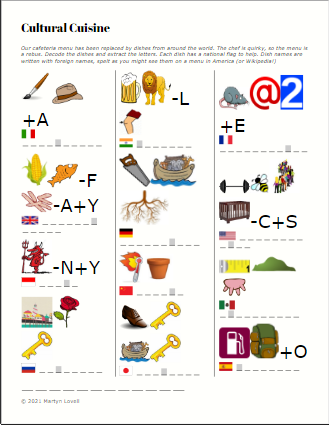 Cultural Cuisine
Our cafeteria menu has been replaced by dishes from around the world. The chef is quirky, so the menu is
a rebus. Decode the dishes and extract the letters. Each dish has a national flag to help. Dish names are
written with foreign names, spelt as you might see them on a menu in America (or Wikipedia!)
+A
-L
@2
+E
-F
-A+Y
-C+S
-N+Y
+O
© 2021 Martyn Lovell